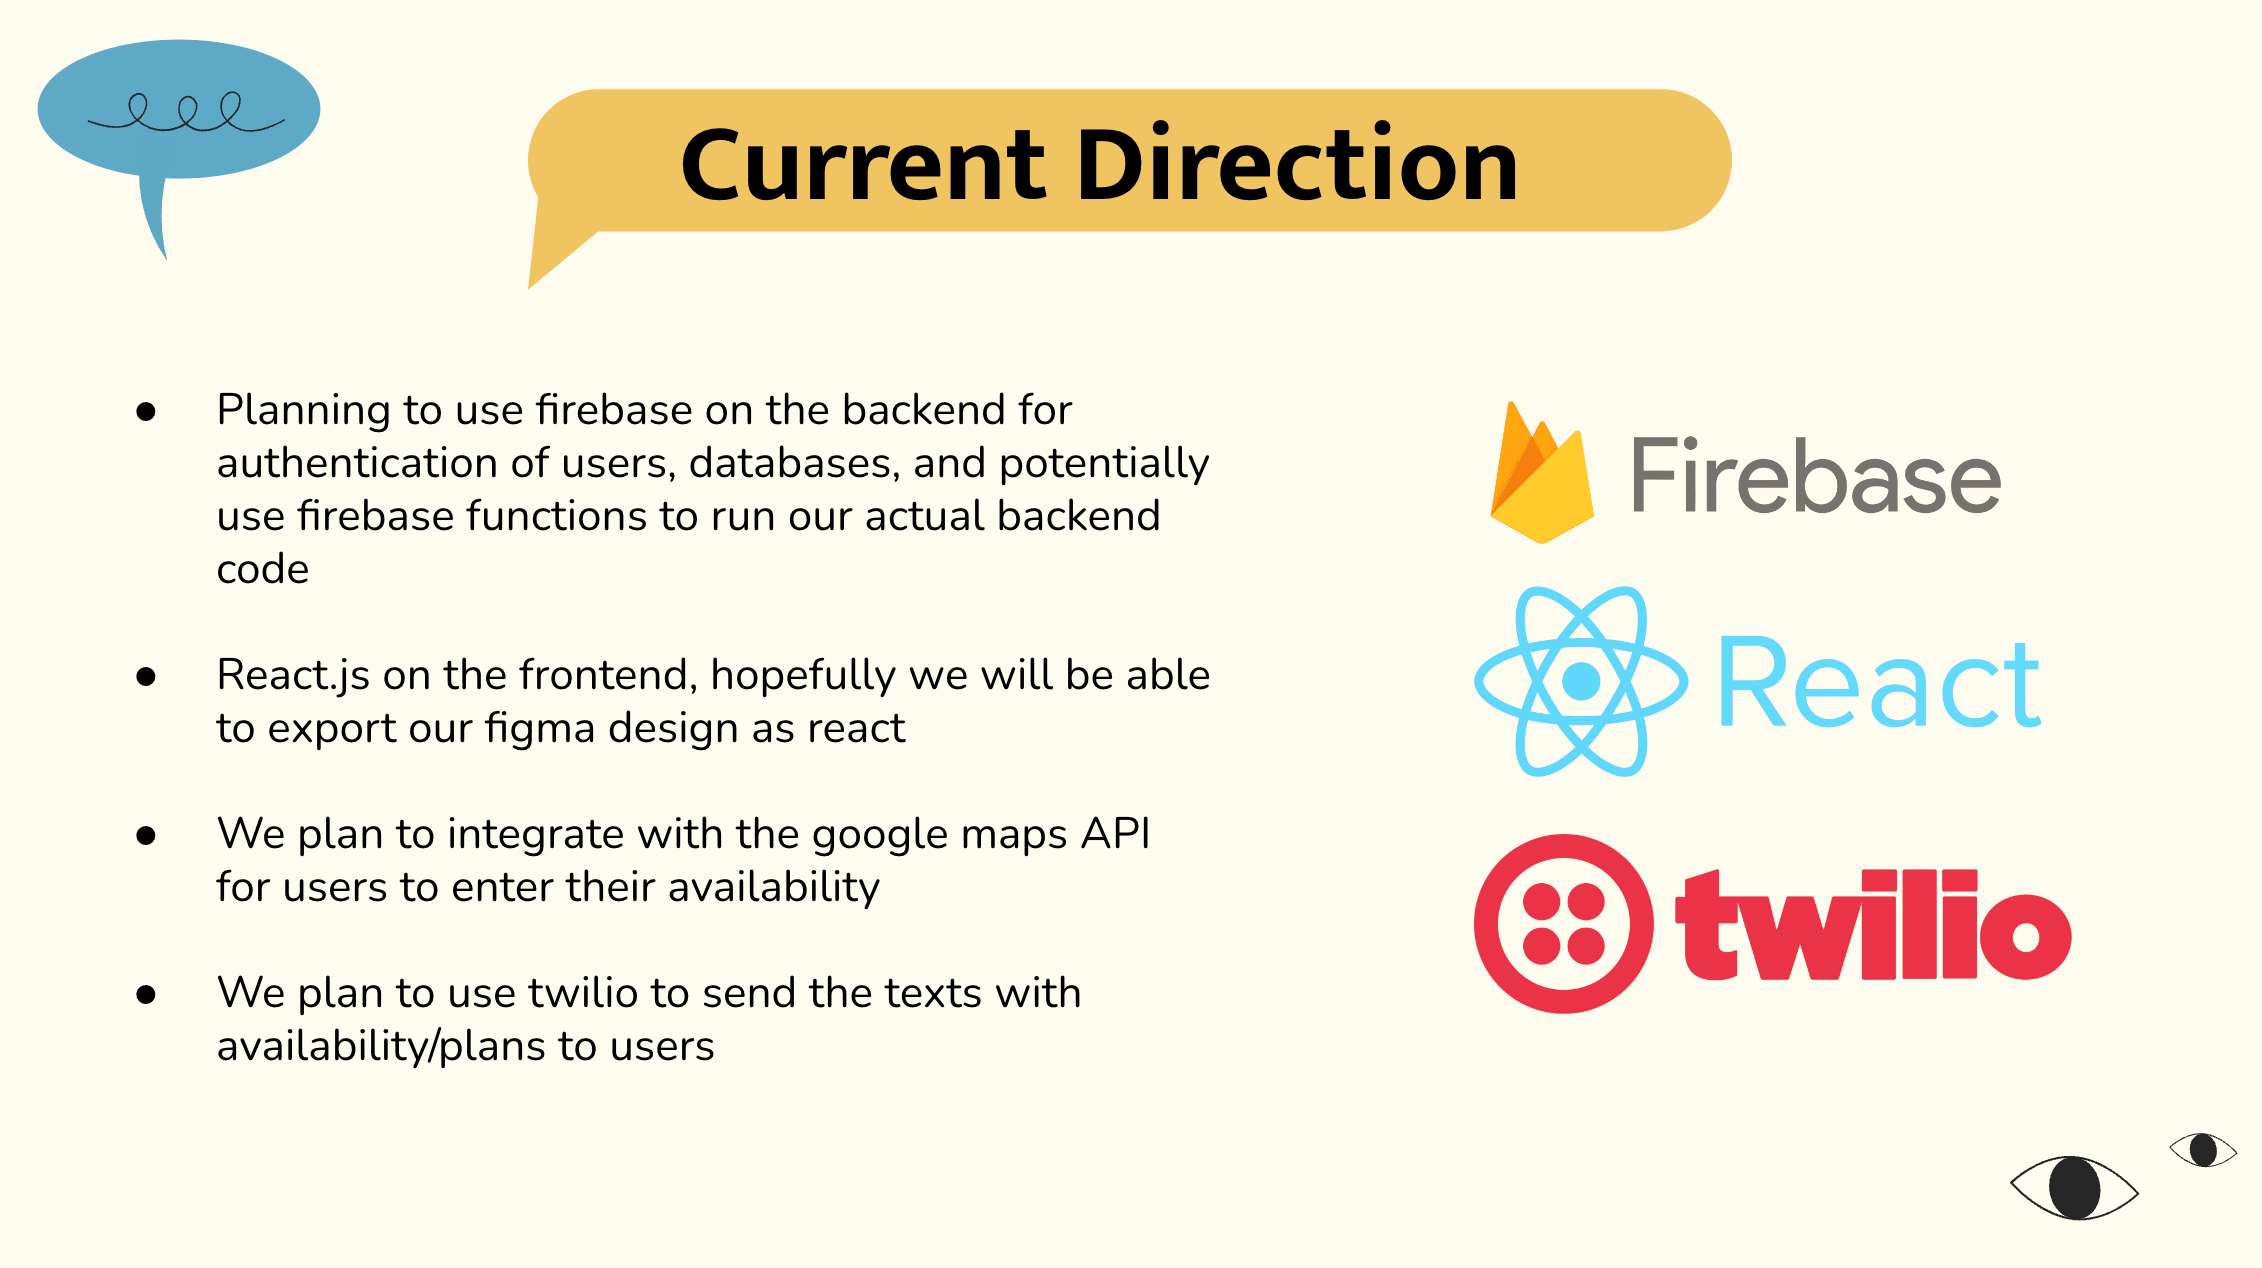 Current Direction
● Planning to use firebase on the backend for
authentication of users, databases, and potentially
use firebase functions to run our actual backend
code
● React.js on the frontend, hopefully we will be able
to export our figma design as react
● We plan to integrate with the google maps API
for users to enter their availability
● We plan to use twilio to send the texts with
availability/plans to users
Firebase
React
twilio